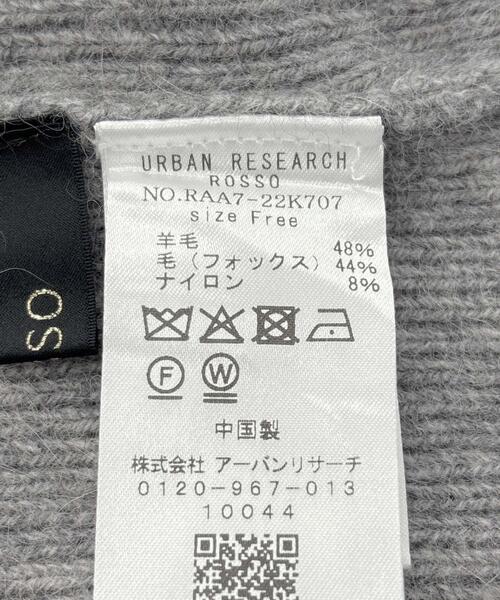 URBAN RESEARCH
ROSSO
NO.RAA7-22K707
size Free
羊毛 48%
毛（フォックス） 44%
ナイロン 8%
F W
中国製
株式会社 アーバンリサーチ
0120-967-013
10044
SO